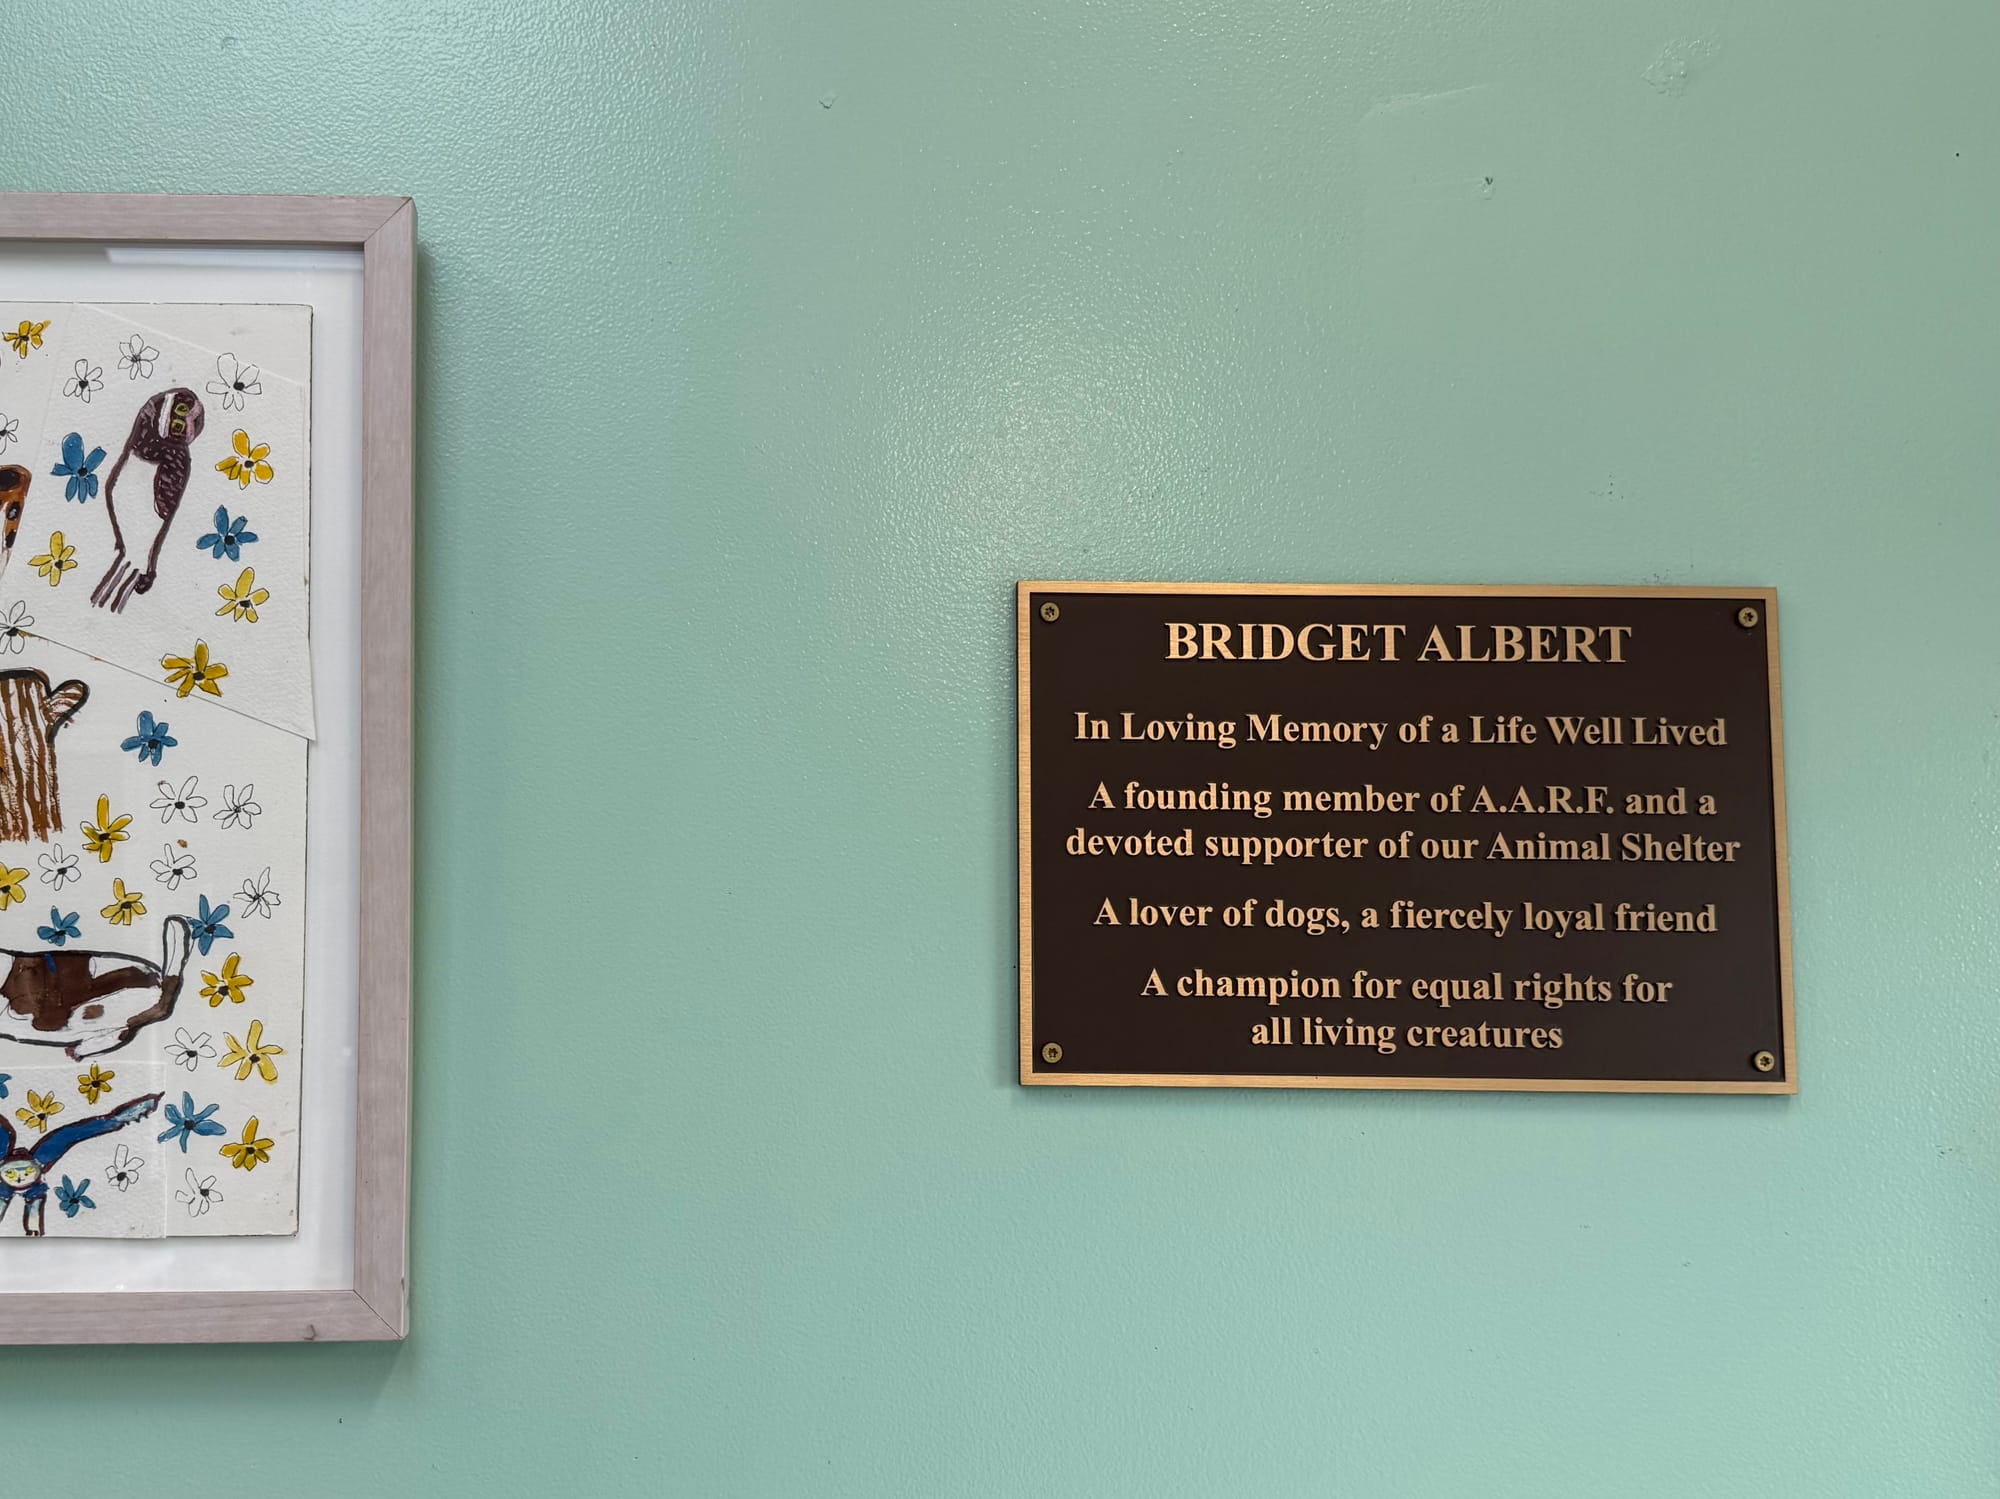 BRIDGET ALBERT
In Loving Memory of a Life Well Lived
A founding member of A.A.R.F. and a
devoted supporter of our Animal Shelter
A lover of dogs, a fiercely loyal friend
A champion for equal rights for
all living creatures